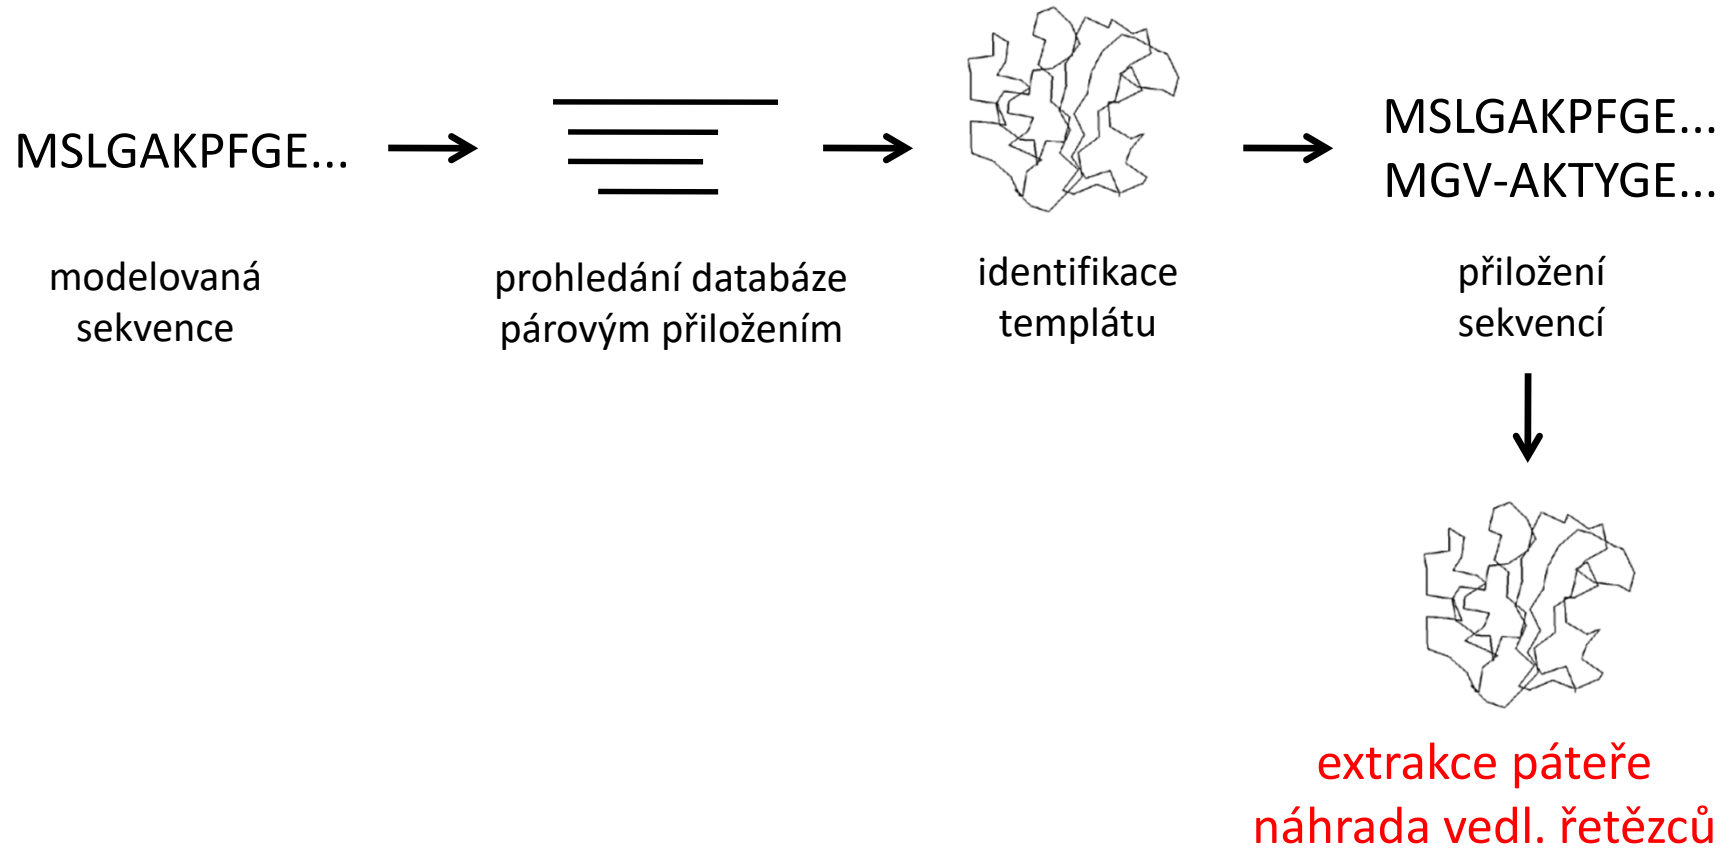 MSLGAKPFGE...
modelovaná
sekvence
prohledání databáze
párovým přiložením
identifikace
templátu
MSLGAKPFGE...
MGV-AKTYGE...
přiložení
sekvencí
extrakce páteře
náhrada vedl. řetězců